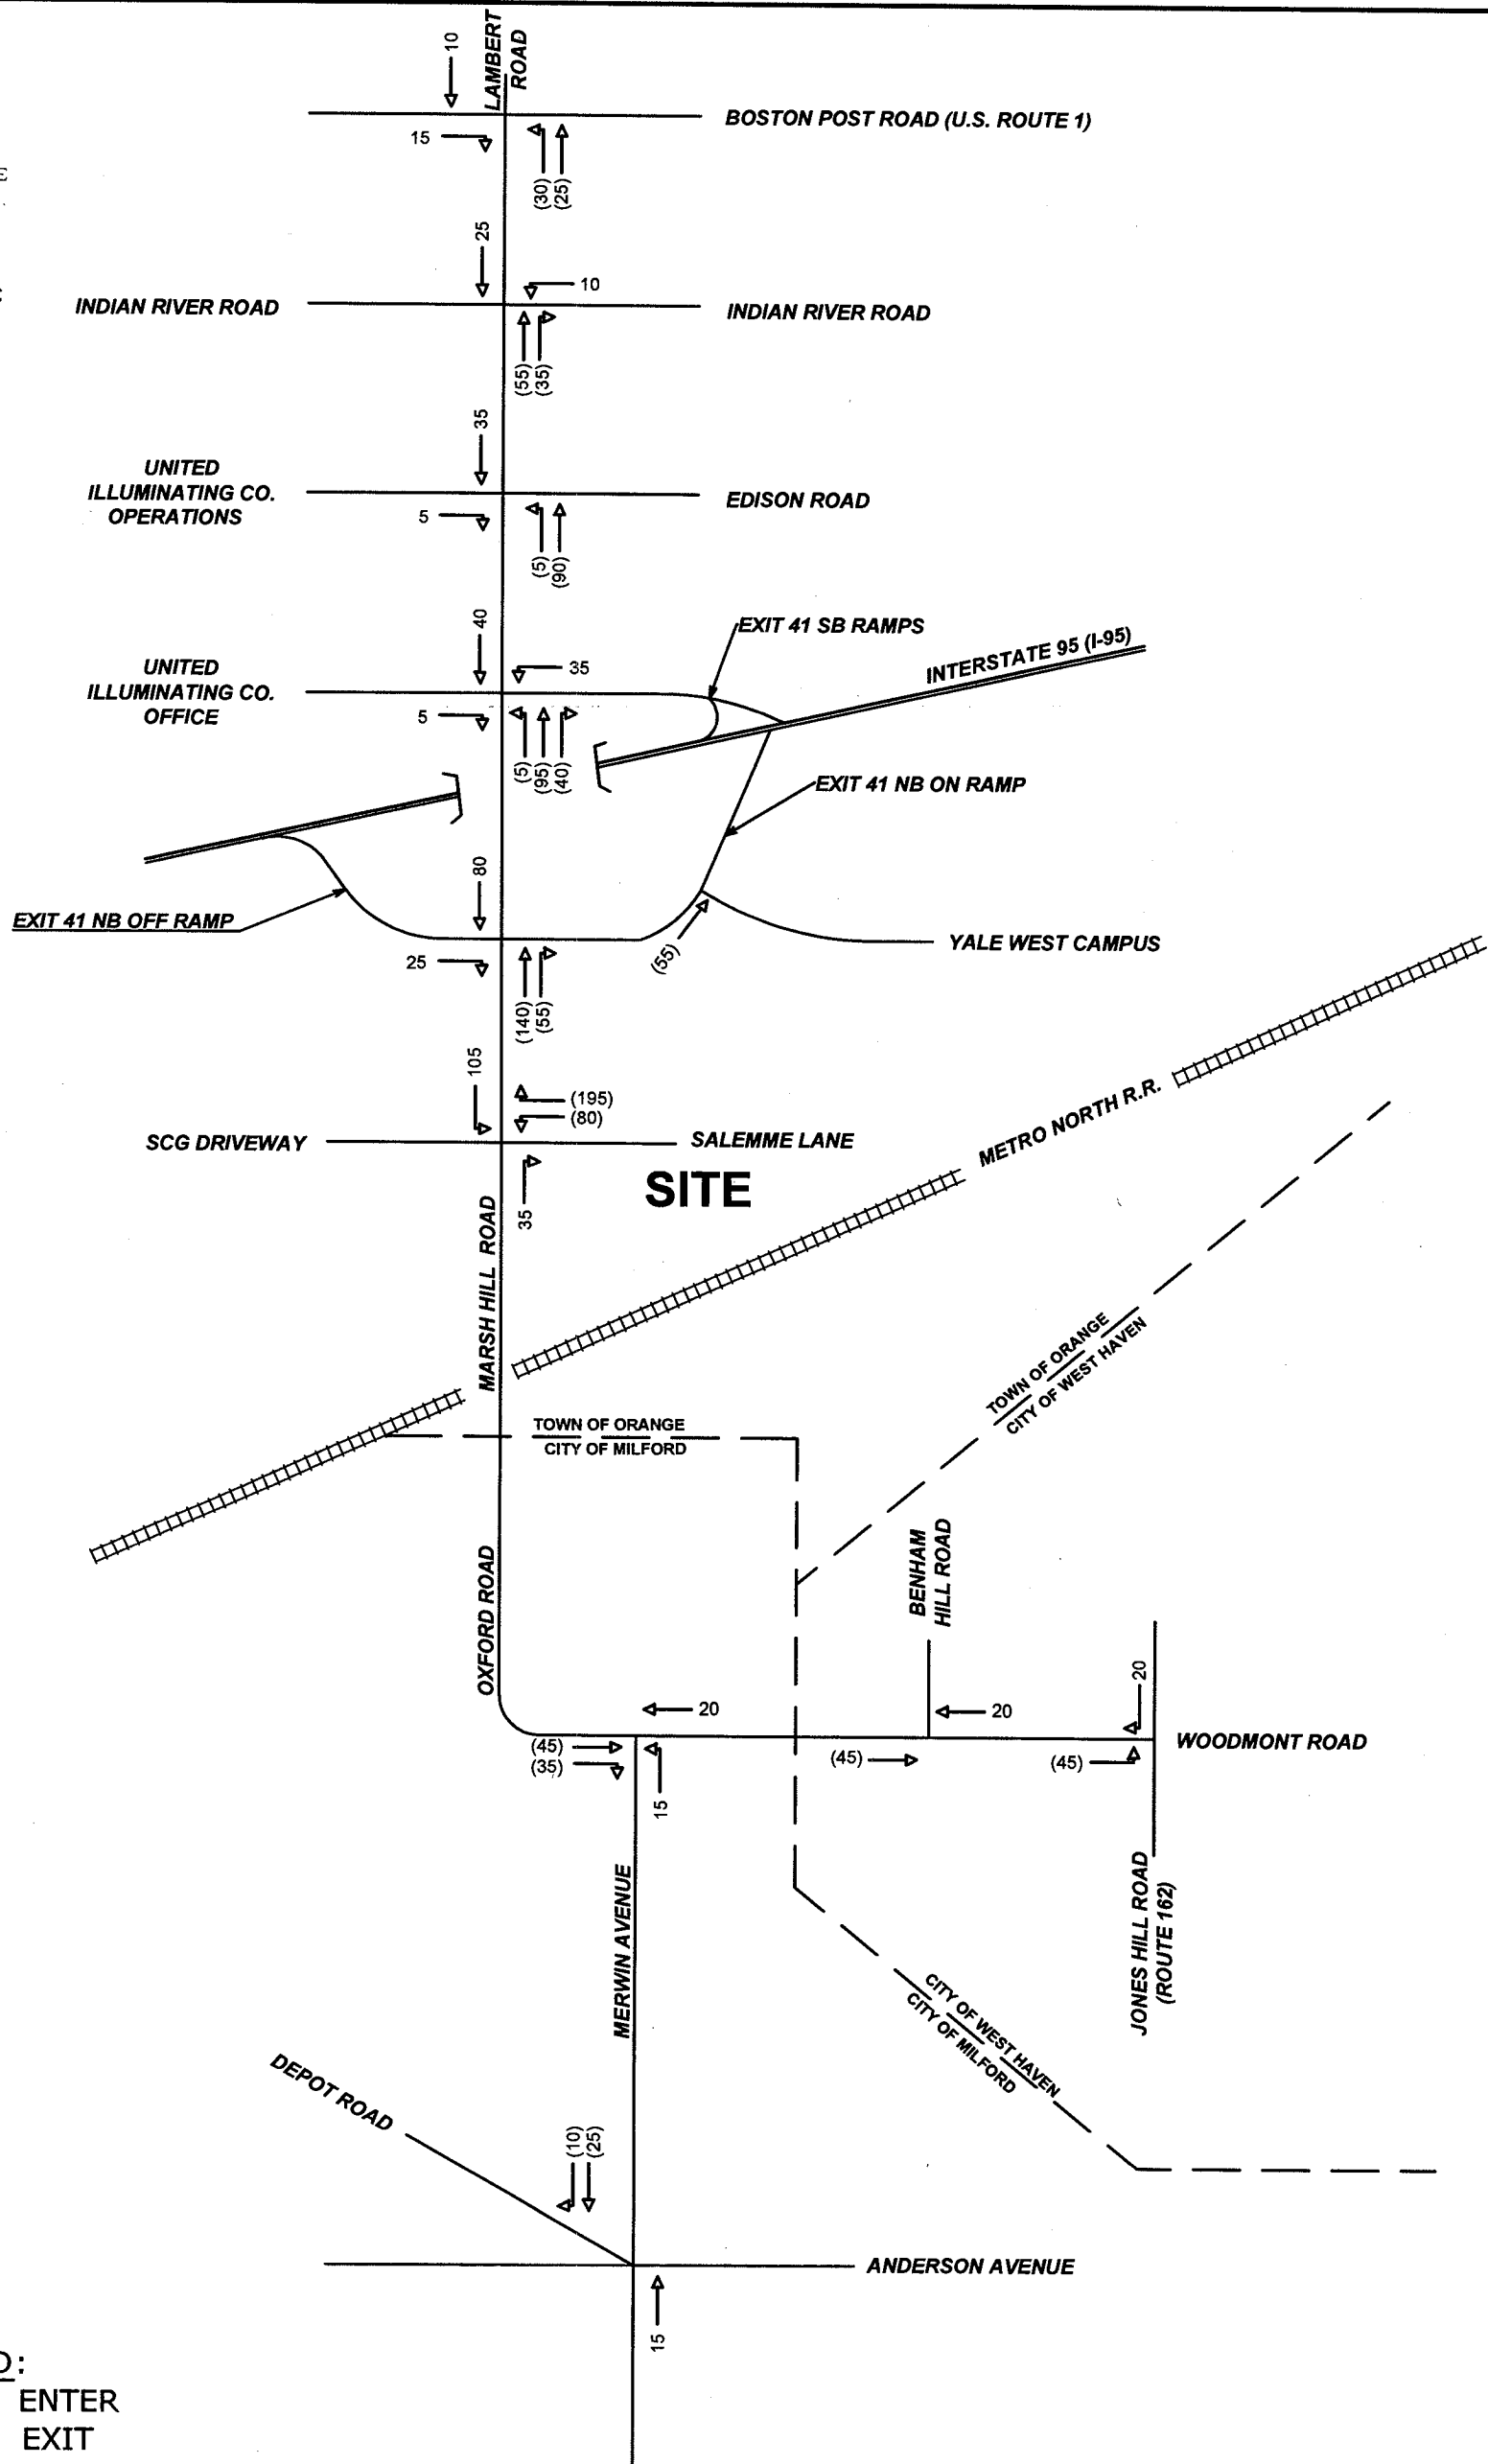 LAMBERT
ROAD
10
BOSTON POST ROAD (U.S. ROUTE 1)
15
(30)
(25)
25
10
INDIAN RIVER ROAD
INDIAN RIVER ROAD
(55)
(35)
35
UNITED
ILLUMINATING CO.
OPERATIONS
EDISON ROAD
5
(5)
(90)
40
EXIT 41 SB RAMPS
INTERSTATE 95 (I-95)
35
UNITED
ILLUMINATING CO.
OFFICE
5
(5)
(95)
(40)
EXIT 41 NB ON RAMP
80
EXIT 41 NB OFF RAMP
YALE WEST CAMPUS
25
(55)
(140)
(55)
105
(195)
(80)
SCG DRIVEWAY
SALEMME LANE
METRO NORTH R.R.
SITE
35
MARSH HILL ROAD
TOWN OF ORANGE
CITY OF WEST HAVEN
TOWN OF ORANGE
CITY OF MILFORD
OXFORD ROAD
BENHAM
HILL ROAD
20
20
20
WOODMONT ROAD
(45)
(35)
15
(45)
(45)
MERWIN AVENUE
JONES HILL ROAD
(ROUTE 162)
CITY OF WEST HAVEN
CITY OF MILFORD
DEPOT ROAD
(10)
(25)
ANDERSON AVENUE
15
D:
ENTER
EXIT